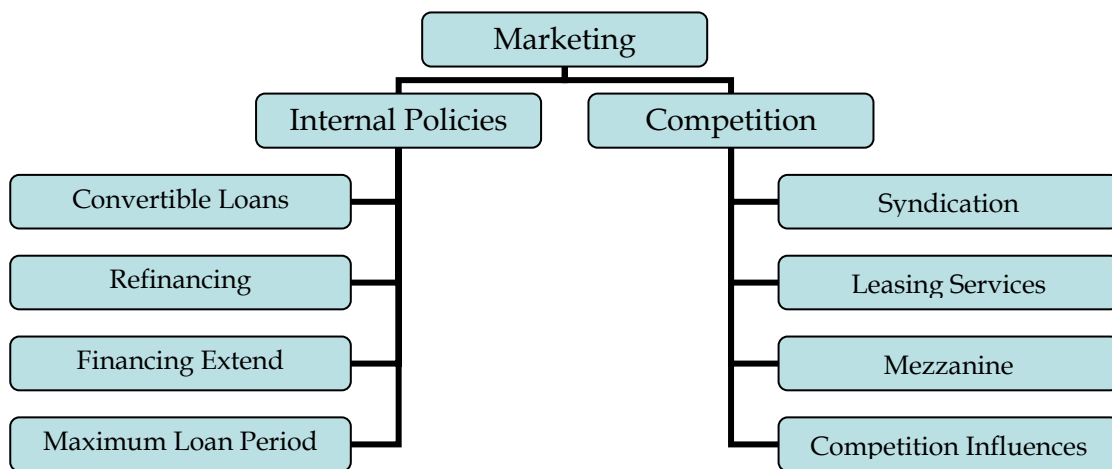 Marketing
Internal Policies
Competition
Convertible Loans
Syndication
Refinancing
Leasing Services
Financing Extend
Mezzanine
Maximum Loan Period
Competition Influences